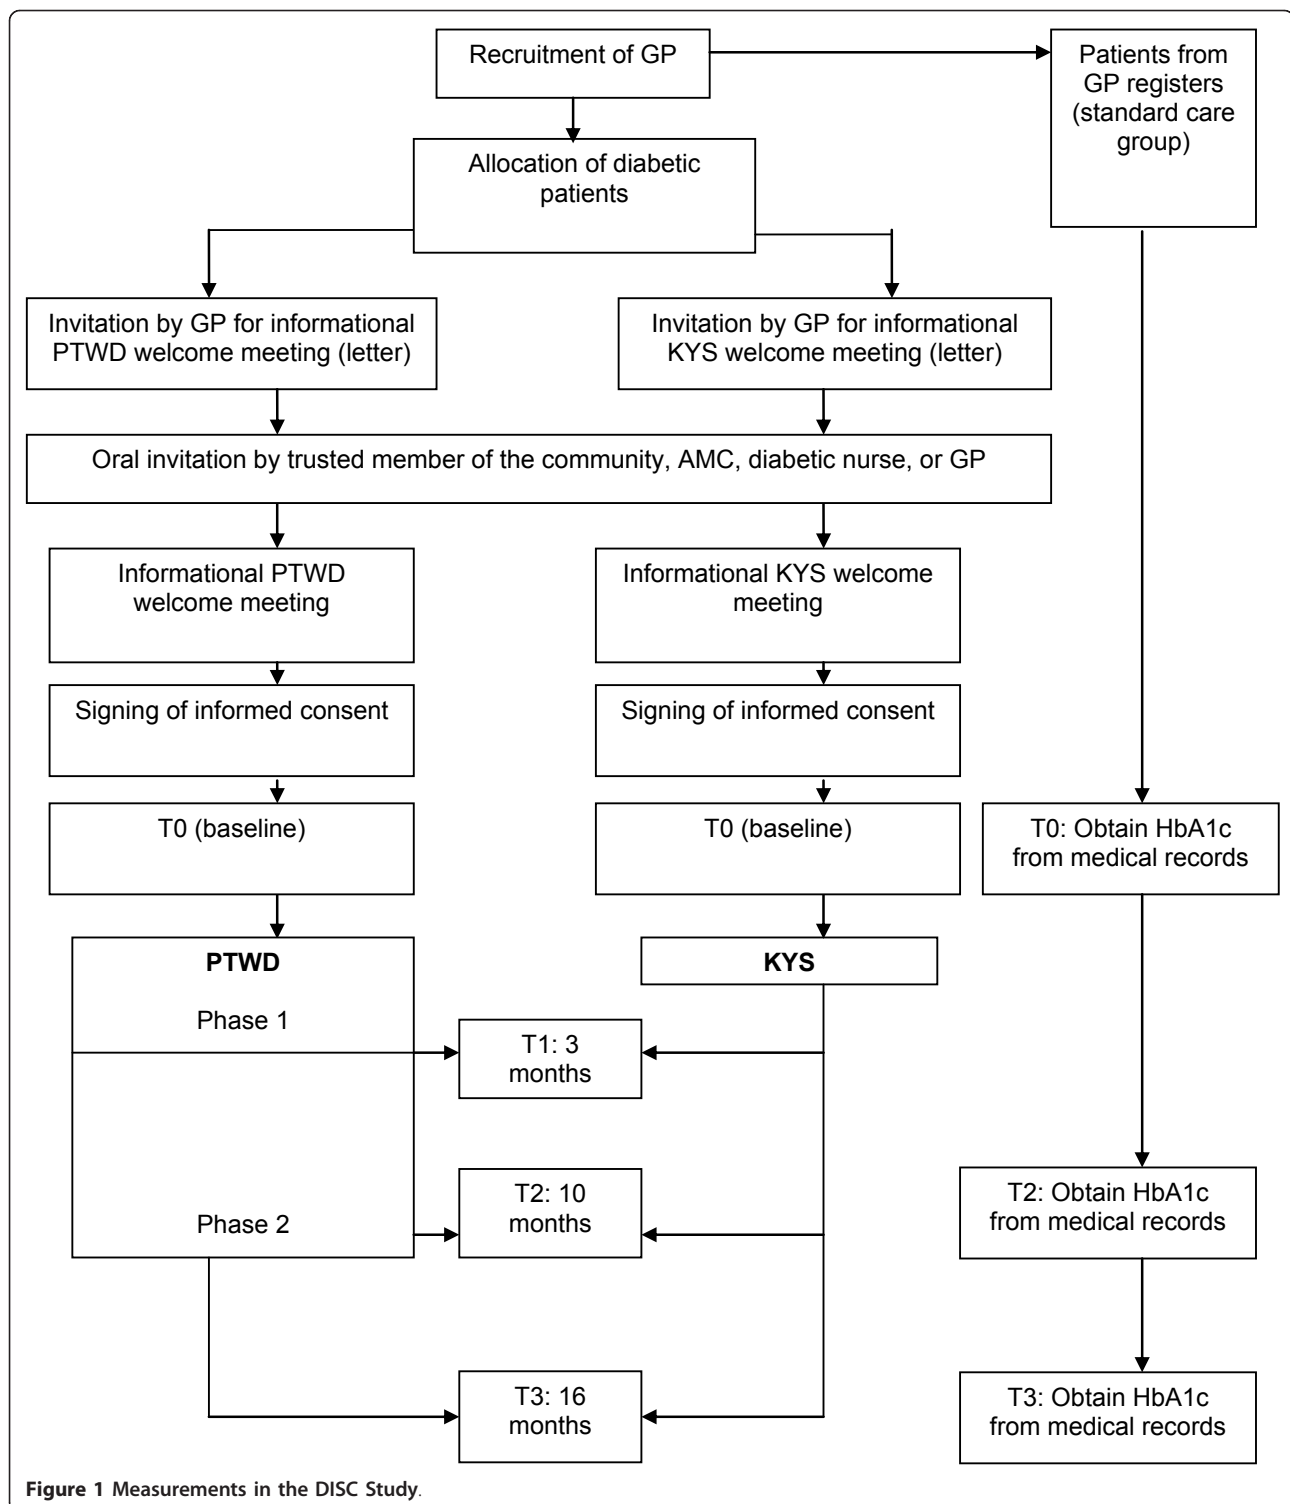 Recruitment of GP
Patients from
GP registers
(standard care
group)
Allocation of diabetic
patients
Invitation by GP for informational
PTWD welcome meeting (letter)
Invitation by GP for informational
KYS welcome meeting (letter)
Oral invitation by trusted member of the community, AMC, diabetic nurse, or GP
Informational PTWD
welcome meeting
Informational KYS welcome
meeting
Signing of informed consent
Signing of informed consent
T0 (baseline)
T0 (baseline)
T0: Obtain HbA1c
from medical records
PTWD
Phase 1
Phase 2
KYS
T1: 3
months
T2: 10
months
T3: 16
months
T2: Obtain HbA1c
from medical records
T3: Obtain HbA1c
from medical records
Figure 1 Measurements in the DISC Study.